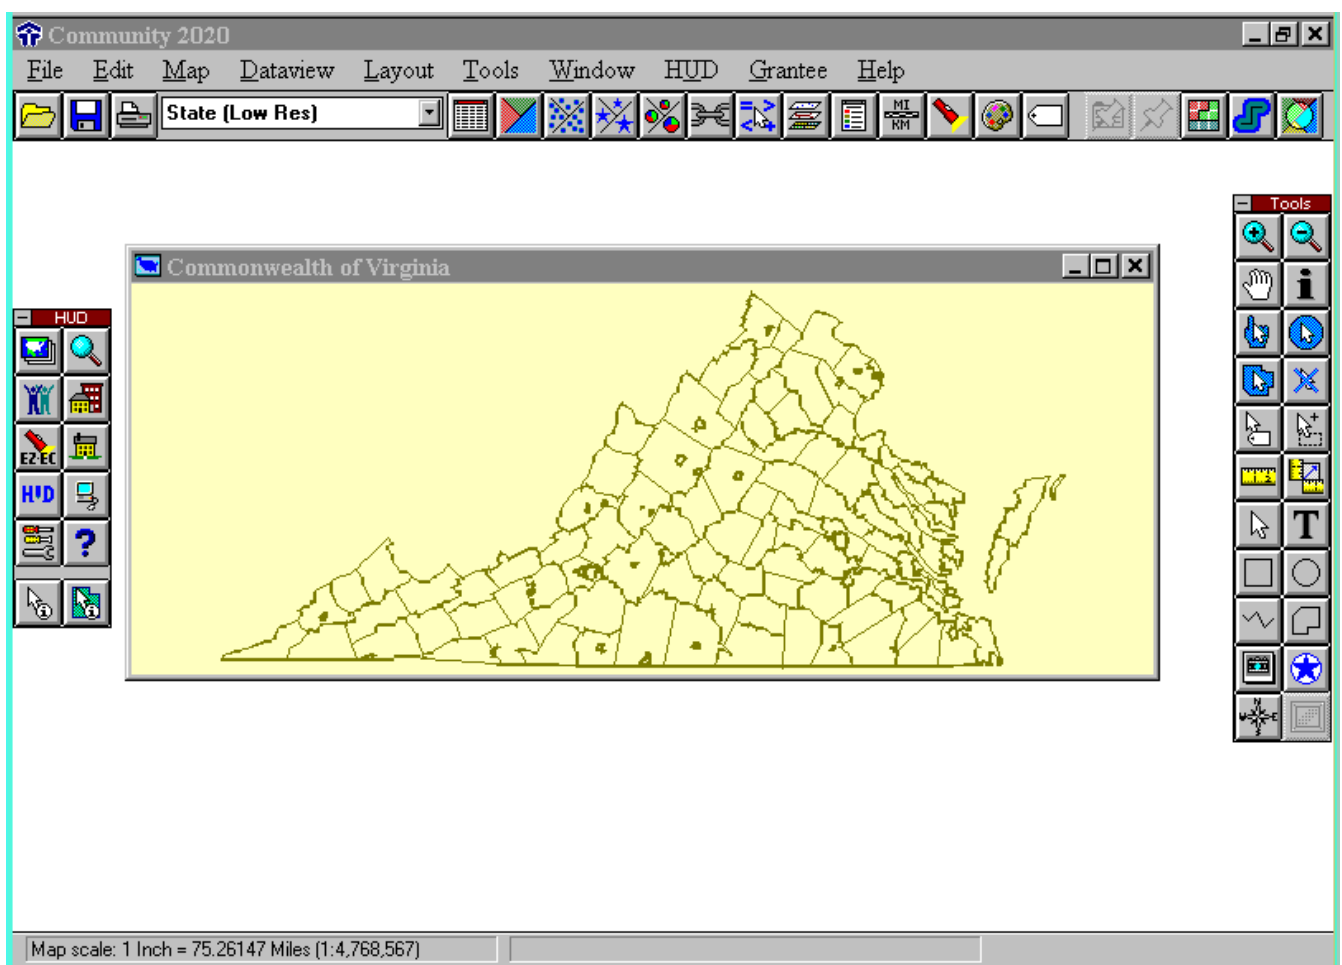 Community 2020
File Edit Map Dataview Layout Tools Window HUD Grantee Help
State (Low Res)
MI
KM
Tools
Commonwealth of Virginia
HUD
EZ-EC
HUD
?
T
Map scale: 1 Inch = 75.26147 Miles (1:4,768,567)